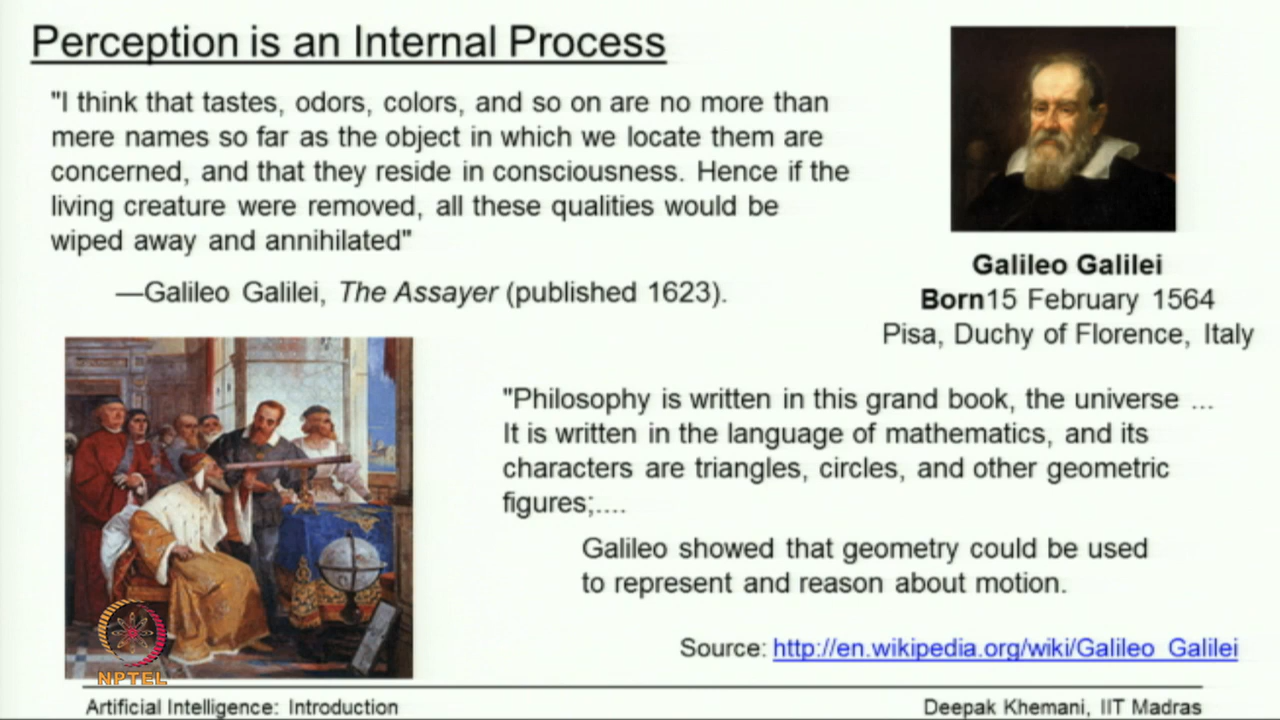 Perception is an Internal Process
"I think that tastes, odors, colors, and so on are no more than
mere names so far as the object in which we locate them are
concerned, and that they reside in consciousness. Hence if the
living creature were removed, all these qualities would be
wiped away and annihilated"
—Galileo Galilei, The Assayer (published 1623).
Galileo Galilei
Born15 February 1564
Pisa, Duchy of Florence, Italy
"Philosophy is written in this grand book, the universe ...
It is written in the language of mathematics, and its
characters are triangles, circles, and other geometric
figures;....
Galileo showed that geometry could be used
to represent and reason about motion.
Source: http://en.wikipedia.org/wiki/Galileo_Galilei
NPTEL
Artificial Intelligence: Introduction
Deepak Khemani, IIT Madras